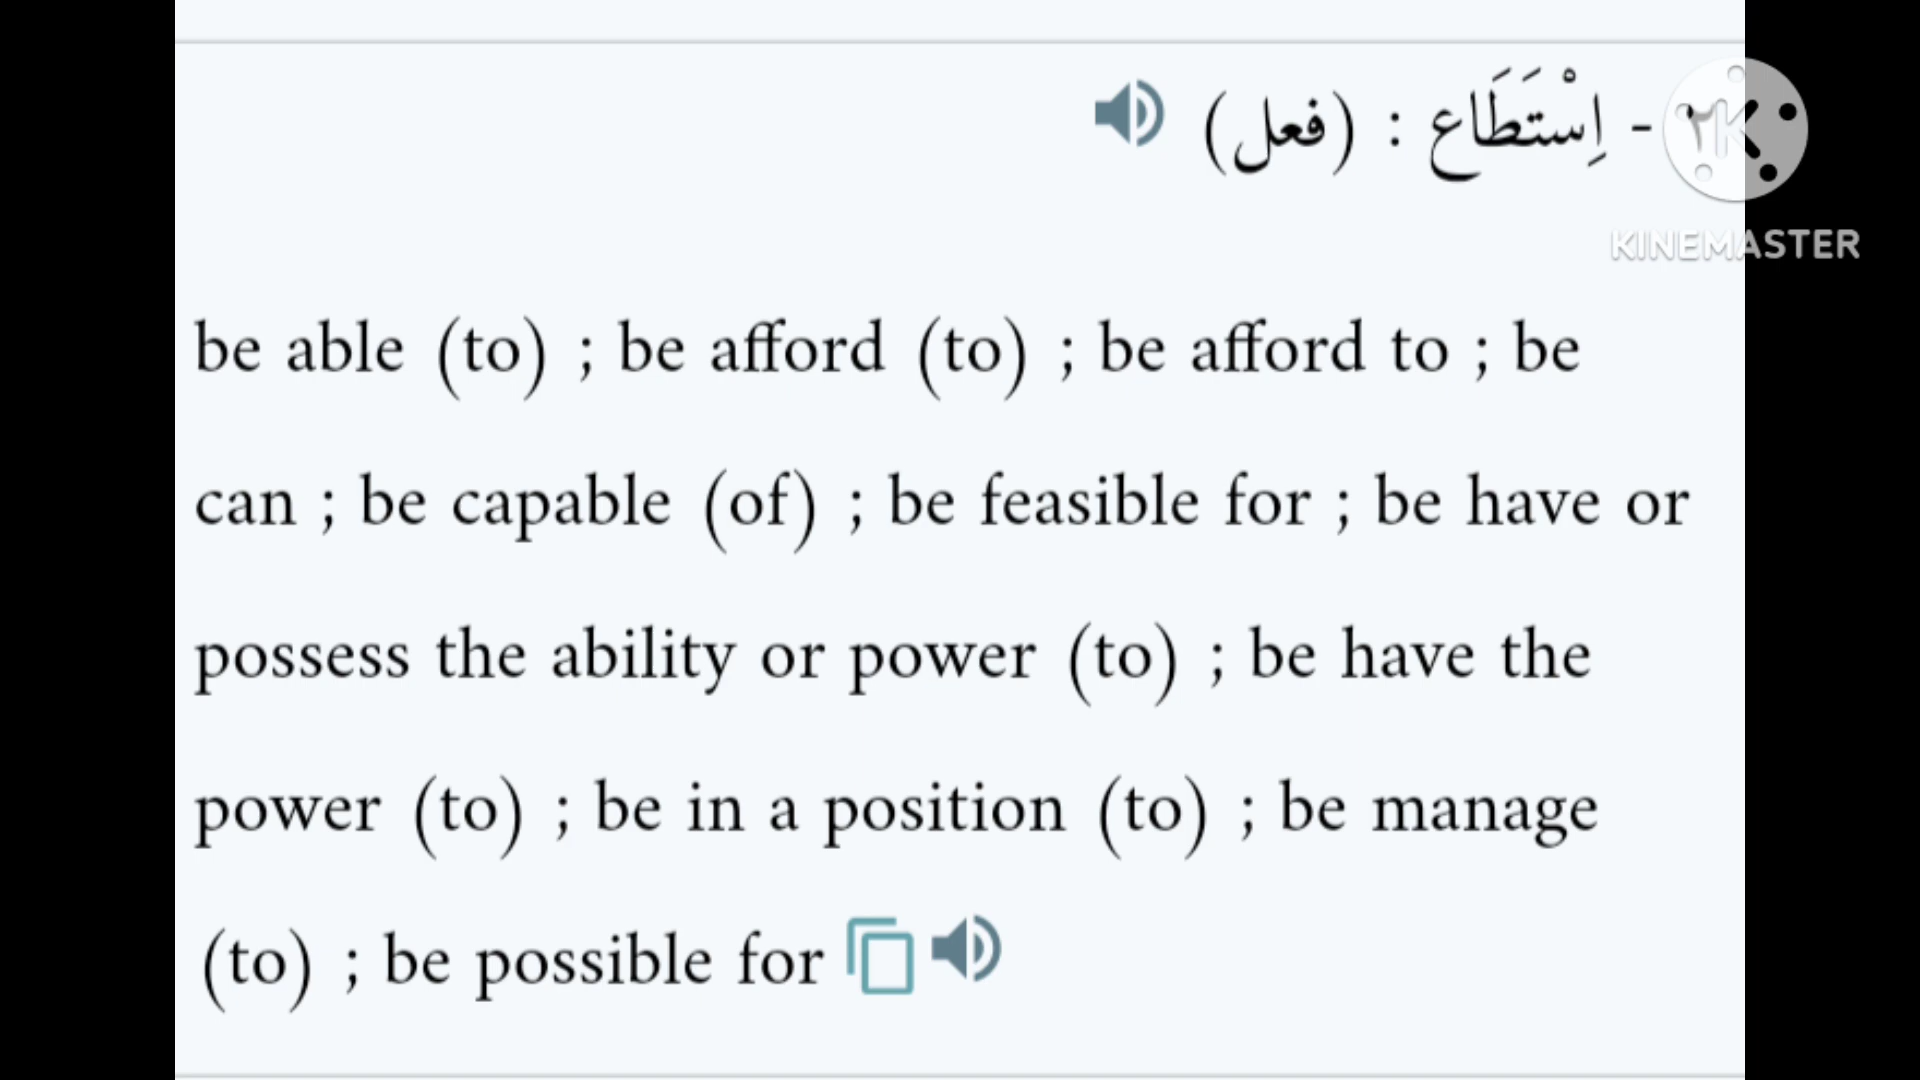 ٢ - اِسْتَطَاع : (فعل)
KINEMASTER
be able (to) ; be afford (to) ; be afford to ; be
can ; be capable (of) ; be feasible for ; be have or
possess the ability or power (to) ; be have the
power (to) ; be in a position (to) ; be manage
(to) ; be possible for